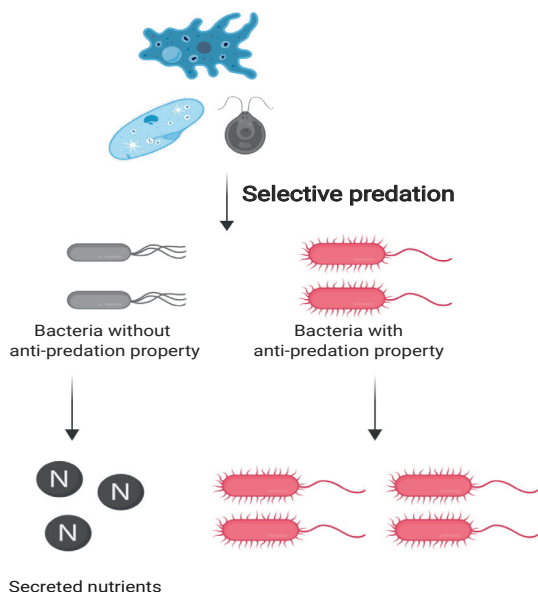 Selective predation
Bacteria without
anti-predation property
Bacteria with
anti-predation property
N
N
N
Secreted nutrients